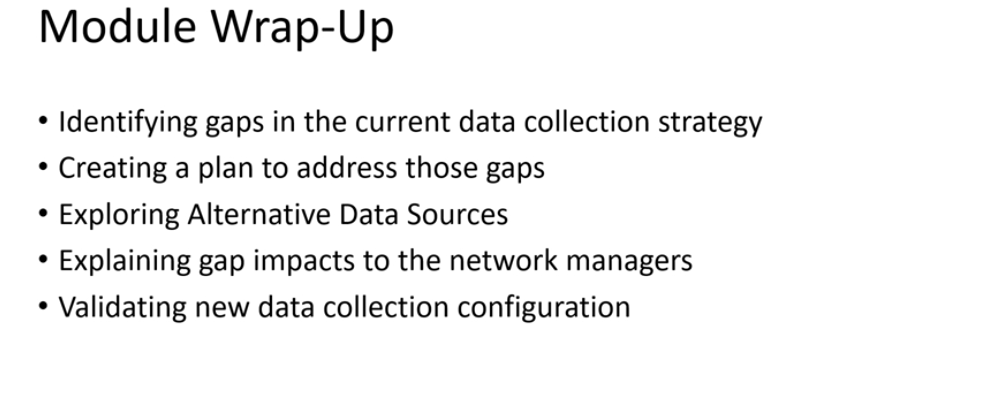 Module Wrap-Up
• Identifying gaps in the current data collection strategy
• Creating a plan to address those gaps
• Exploring Alternative Data Sources
• Explaining gap impacts to the network managers
• Validating new data collection configuration